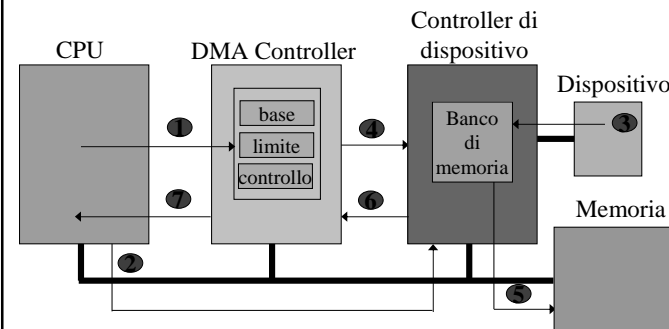 Controller di
dispositivo
CPU
DMA Controller
Dispositivo
base
limite
controllo
Banco
di
memoria
1
4
3
7
6
Memoria
2
5